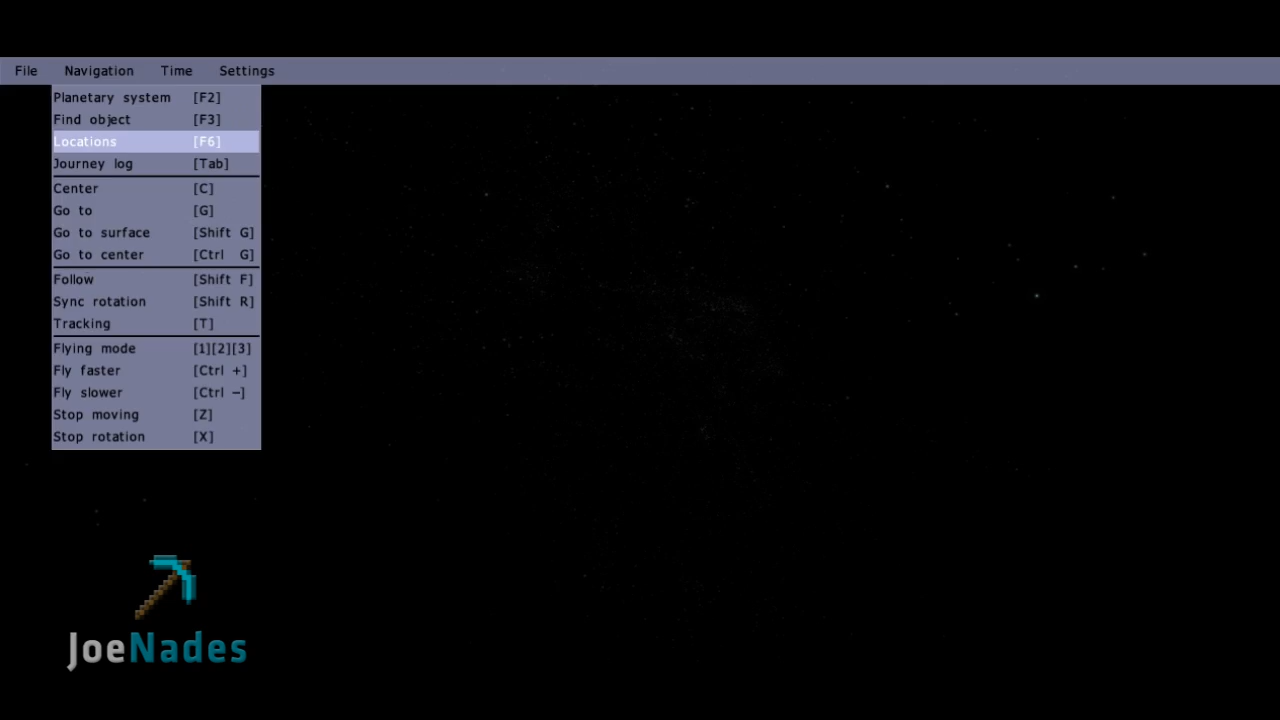 File Navigation Time Settings
Planetary system [F2]
Find object [F3]
Locations [F6]
Journey log [Tab]
Center [C]
Go to [G]
Go to surface [Shift G]
Go to center [Ctrl G]
Follow [Shift F]
Sync rotation [Shift R]
Tracking [T]
Flying mode [1][2][3]
Fly faster [Ctrl +]
Fly slower [Ctrl −]
Stop moving [Z]
Stop rotation [X]
JoeNades